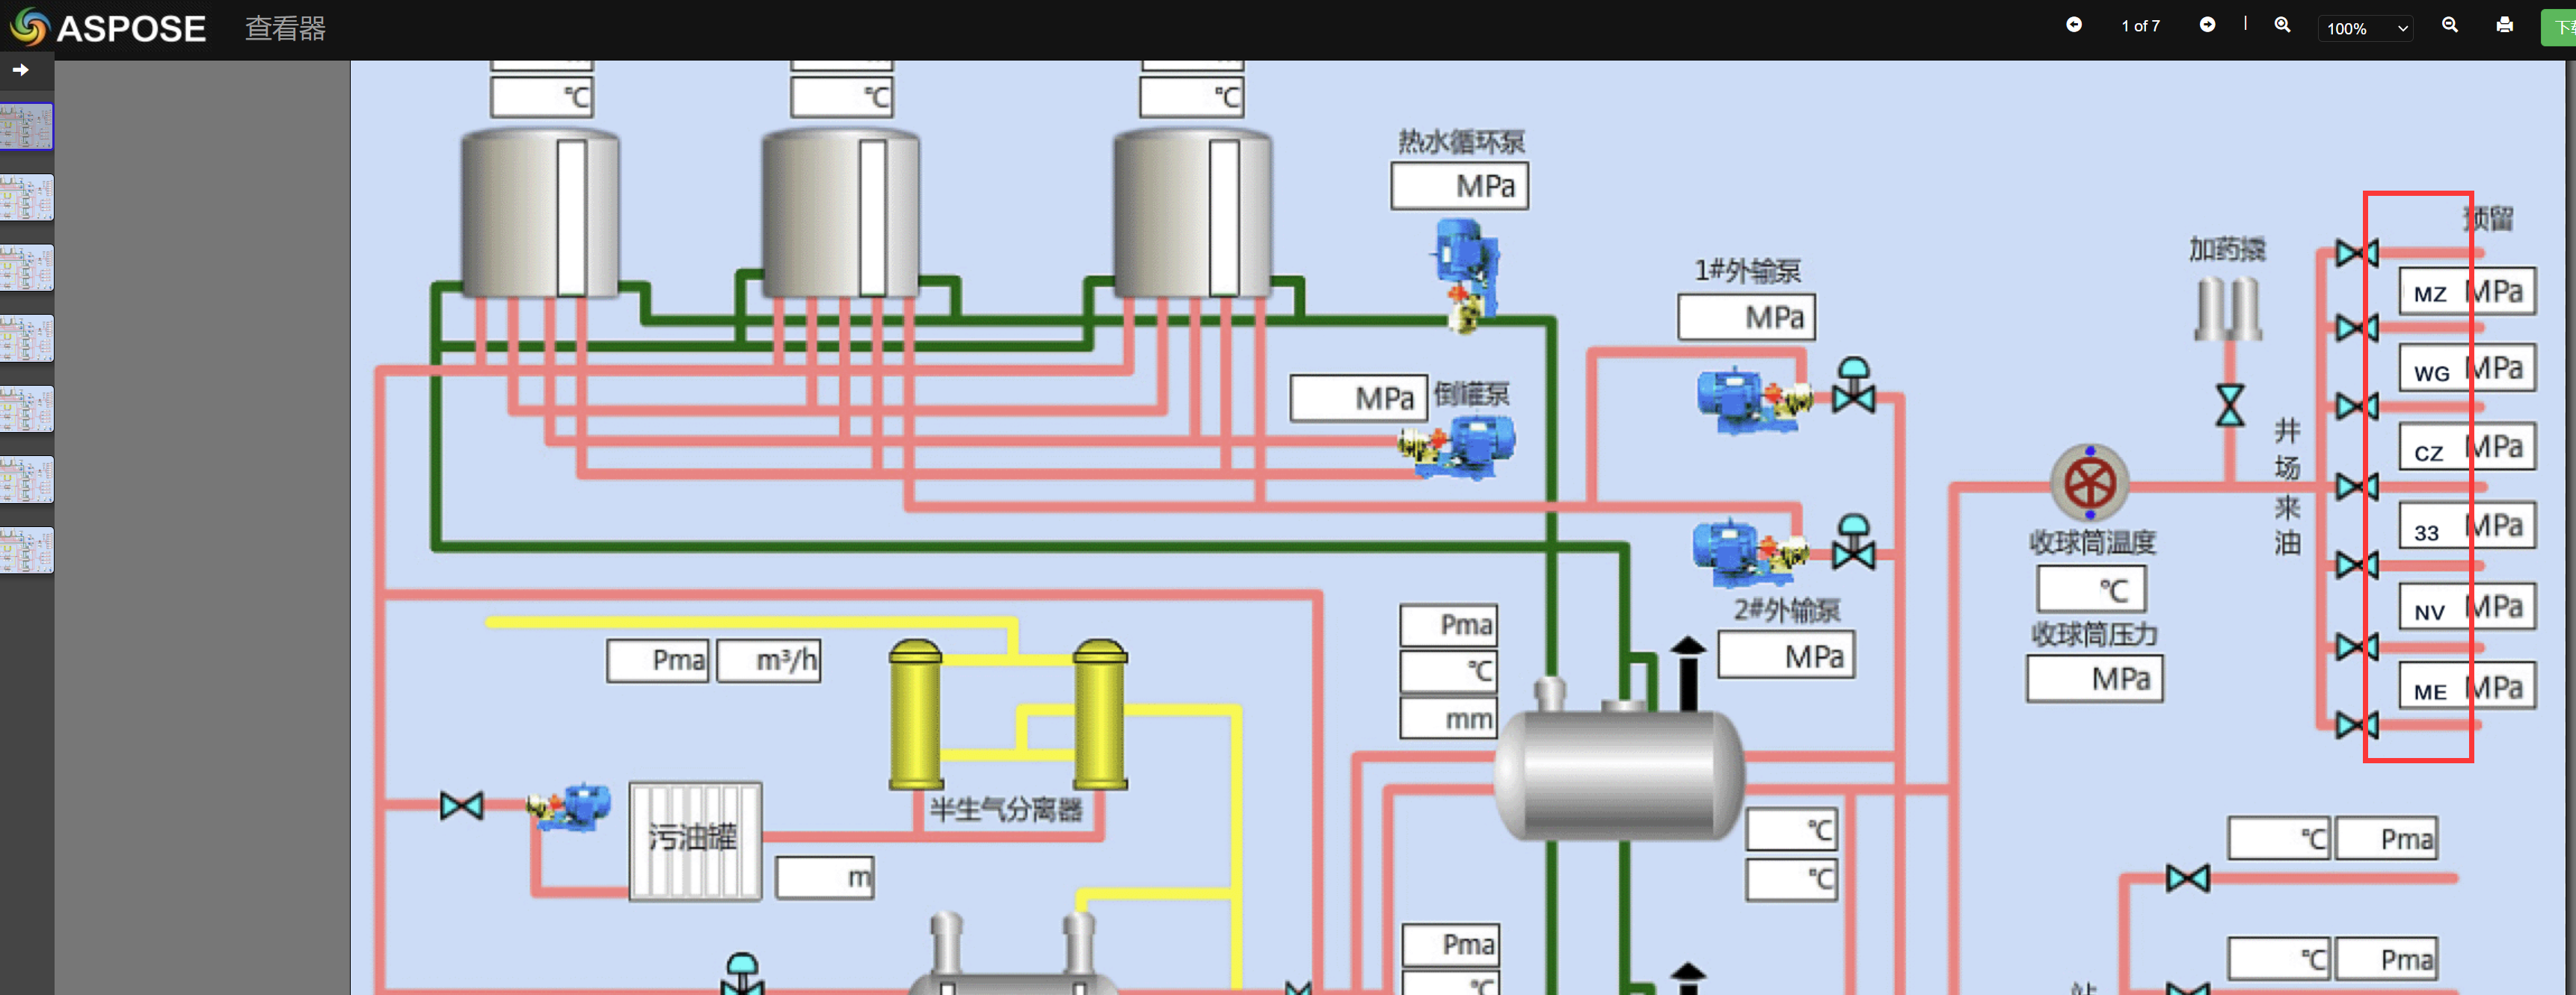 ASPOSE 查看器
1 of 7
100%
℃
℃
℃
热水循环泵
MPa
预留
加药撬
1#外输泵
MPa
MZ MPa
WG MPa
MPa 倒罐泵
井场来油
CZ MPa
33 MPa
收球筒温度
℃
NV MPa
2#外输泵
MPa
收球筒压力
MPa
ME MPa
Pma m³/h
Pma
℃
mm
半生气分离器
污油罐
m
℃
℃
℃ Pma
Pma
℃
℃ Pma